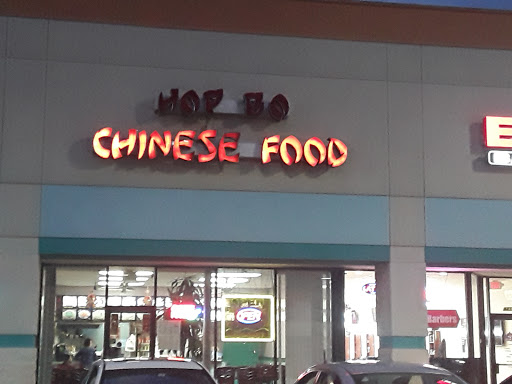 HOP BO
CHINESE FOOD
E
Barbers